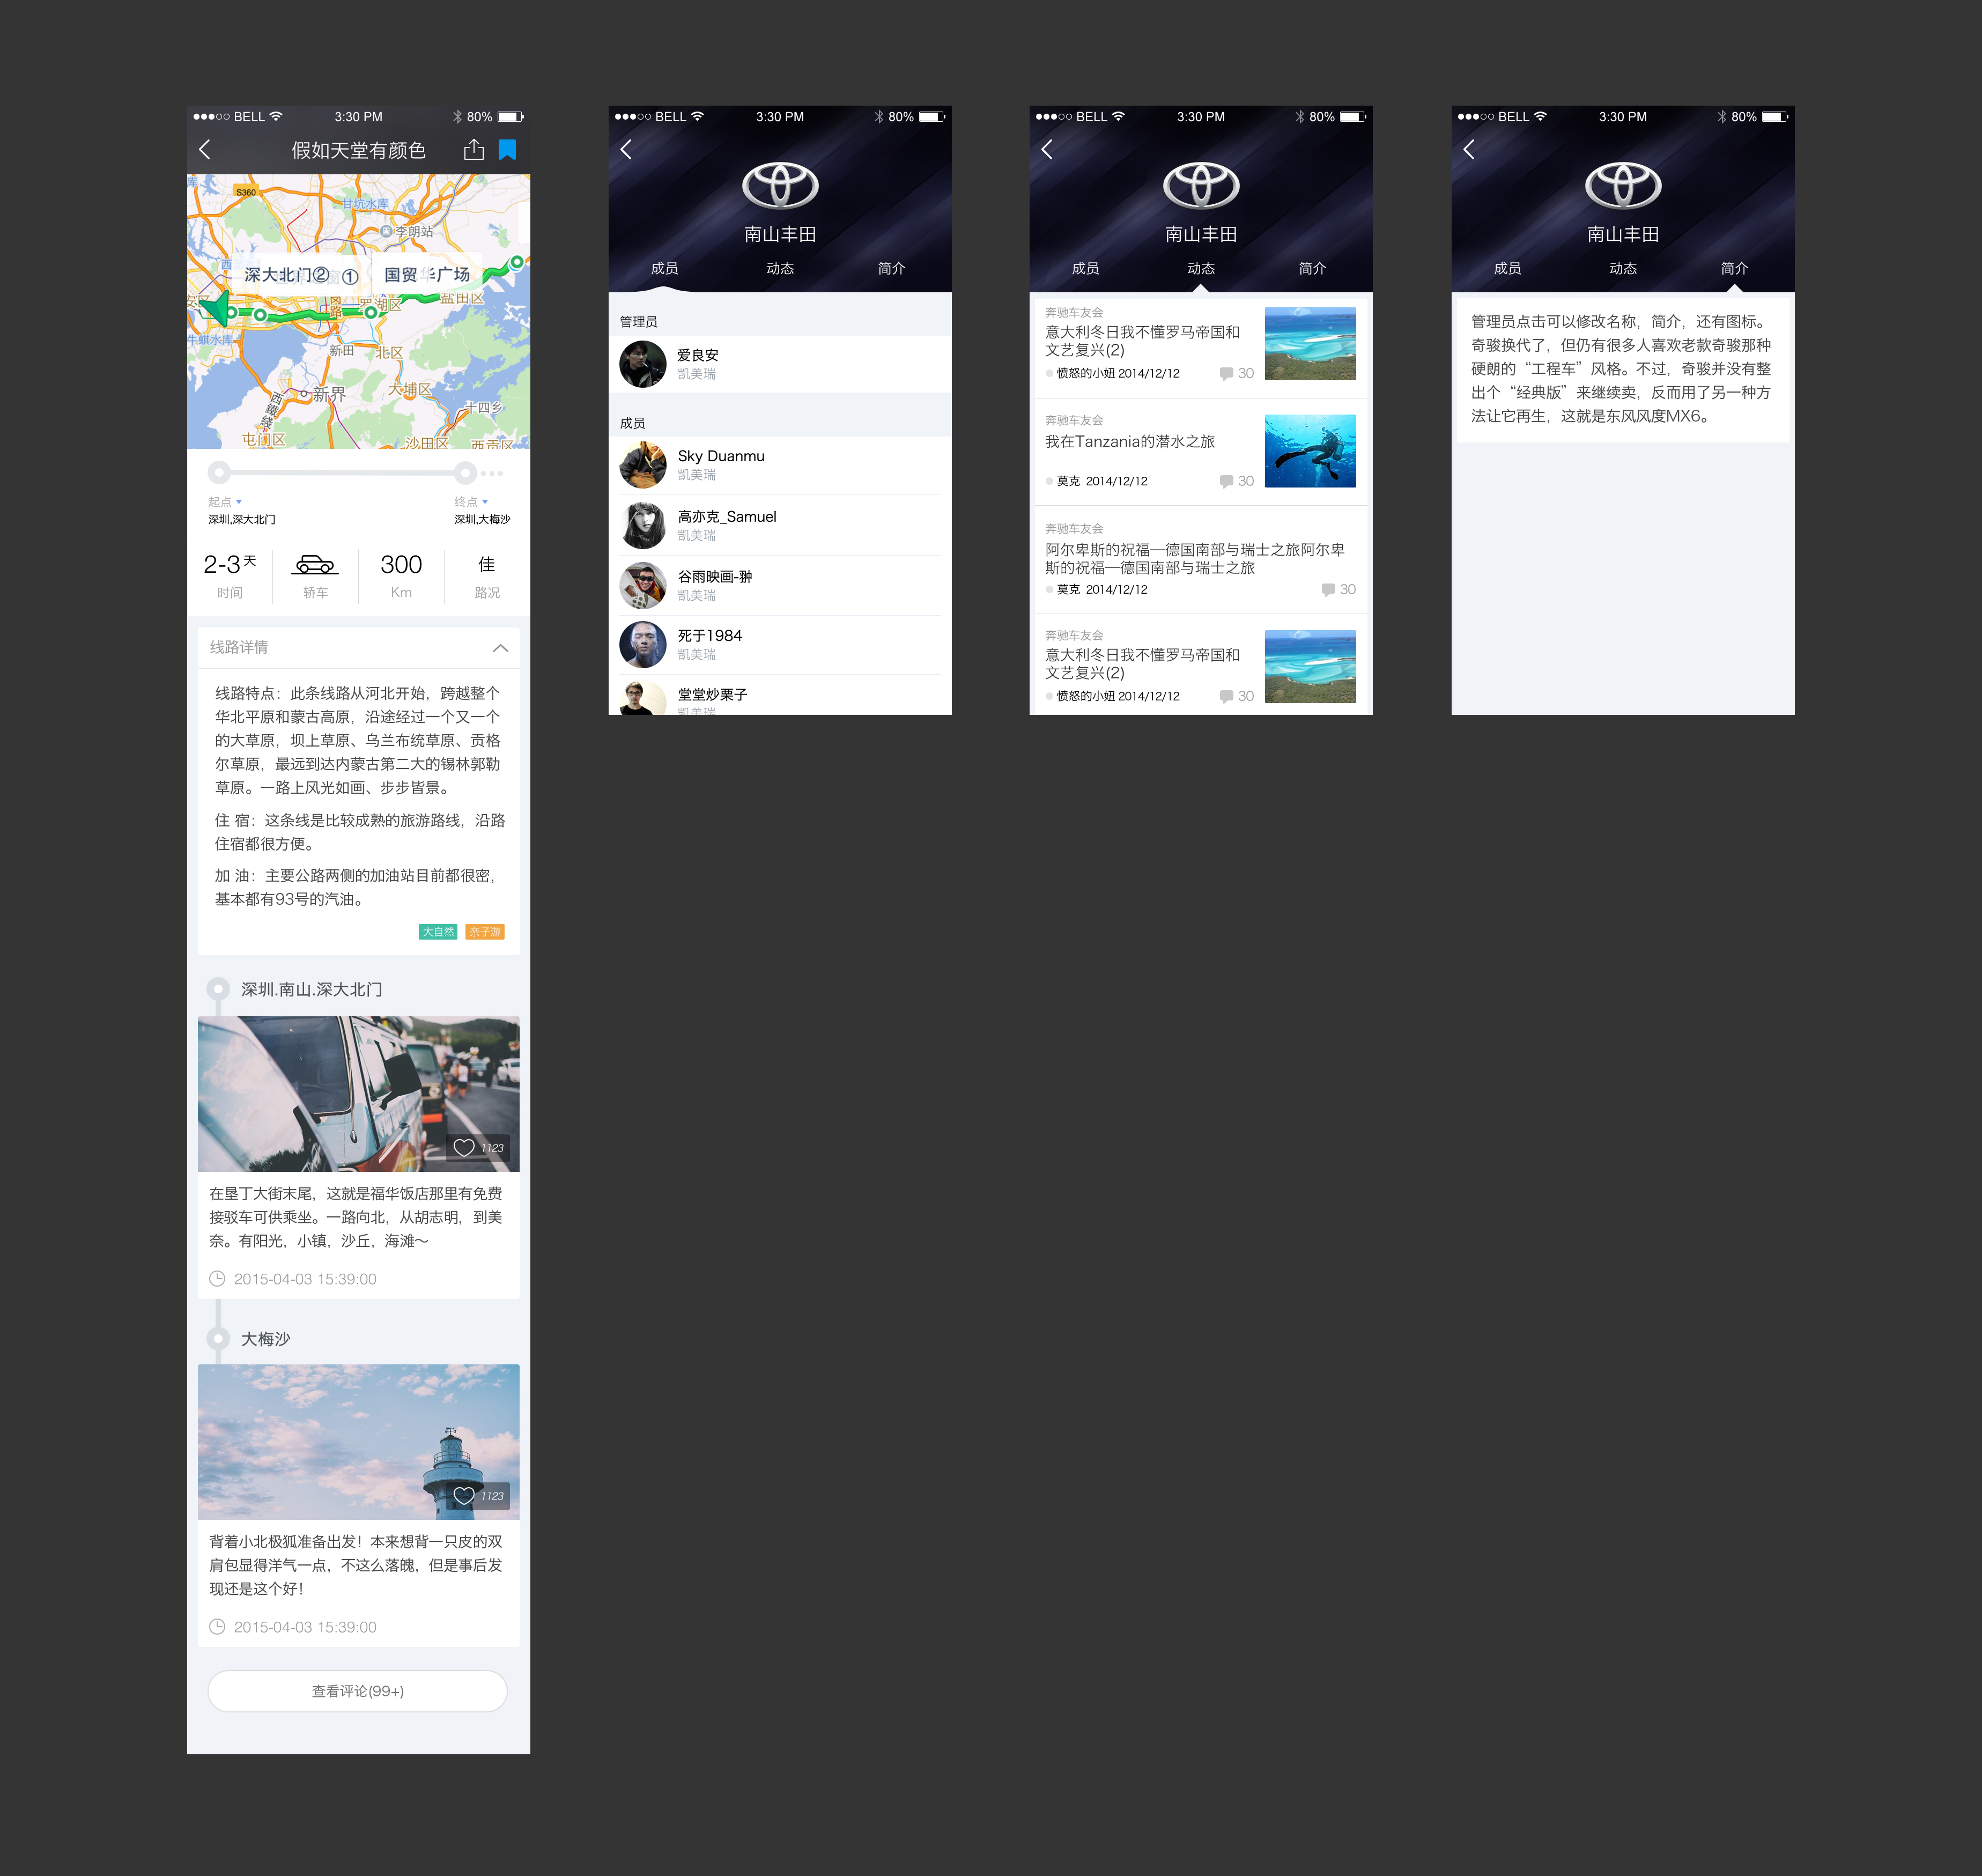 BELL
3:30 PM
80%
假如天堂有颜色
S360
甘坑水库
李朗站
深大北门② ①
国贸
华广场
盐田区
罗湖区
牛蜞水库
新田
北区
新界
大埔区
西鐵綫
十四乡
屯门区
沙田区
西贡区
起点
终点
深圳,深大北门
深圳,大梅沙
2-3天
300
佳
时间
轿车
Km
路况
线路详情
线路特点：此条线路从河北开始，跨越整个
华北平原和蒙古高原，沿途经过一个又一个
的大草原，坝上草原、乌兰布统草原、贡格
尔草原，最远到达内蒙古第二大的锡林郭勒
草原。一路上风光如画、步步皆景。
住 宿：这条线是比较成熟的旅游路线，沿路
住宿都很方便。
加 油：主要公路两侧的加油站目前都很密，
基本都有93号的汽油。
大自然
亲子游
深圳.南山.深大北门
1123
在垦丁大街末尾，这就是福华饭店那里有免费
接驳车可供乘坐。一路向北，从胡志明，到美
奈。有阳光，小镇，沙丘，海滩～
2015-04-03 15:39:00
大梅沙
1123
背着小北极狐准备出发！本来想背一只皮的双
肩包显得洋气一点，不这么落魄，但是事后发
现还是这个好！
2015-04-03 15:39:00
查看评论(99+)
BELL
3:30 PM
80%
南山丰田
成员
动态
简介
管理员
爱良安
凯美瑞
成员
Sky Duanmu
凯美瑞
高亦克_Samuel
凯美瑞
谷雨映画-翀
凯美瑞
死于1984
凯美瑞
堂堂炒栗子
凯美瑞
BELL
3:30 PM
80%
南山丰田
成员
动态
简介
奔驰车友会
意大利冬日我不懂罗马帝国和
文艺复兴(2)
愤怒的小妞 2014/12/12
30
奔驰车友会
我在Tanzania的潜水之旅
莫克 2014/12/12
30
奔驰车友会
阿尔卑斯的祝福—德国南部与瑞士之旅阿尔卑
斯的祝福—德国南部与瑞士之旅
莫克 2014/12/12
30
奔驰车友会
意大利冬日我不懂罗马帝国和
文艺复兴(2)
愤怒的小妞 2014/12/12
30
BELL
3:30 PM
80%
南山丰田
成员
动态
简介
管理员点击可以修改名称，简介，还有图标。
奇骏换代了，但仍有很多人喜欢老款奇骏那种
硬朗的“工程车”风格。不过，奇骏并没有整
出个“经典版”来继续卖，反而用了另一种方
法让它再生，这就是东风风度MX6。